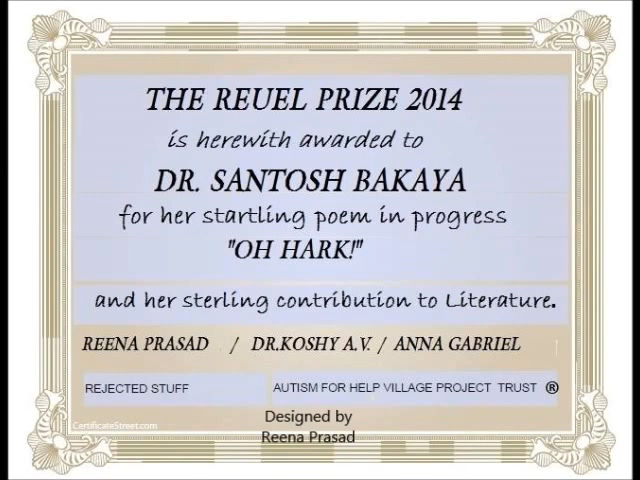 THE REUEL PRIZE 2014
is herewith awarded to
DR. SANTOSH BAKAYA
for her startling poem in progress
"OH HARK!"
and her sterling contribution to Literature.
REENA PRASAD / DR.KOSHY A.V. / ANNA GABRIEL
REJECTED STUFF AUTISM FOR HELP VILLAGE PROJECT TRUST ®
CertificateStreet.com
Designed by
Reena Prasad